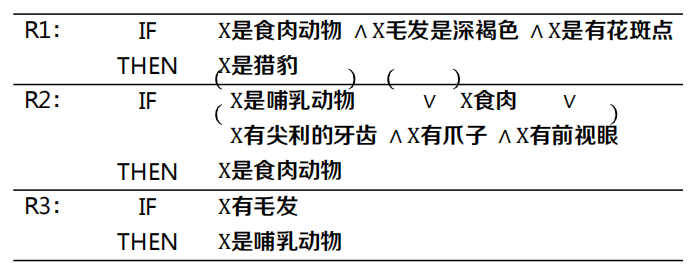 R1: IF X是食肉动物 ∧X毛发是深褐色 ∧X是有花斑点
THEN X是猎豹
( ) ( )
R2: IF X是哺乳动物 ∨ X食肉 ∨
( )
X有尖利的牙齿 ∧X有爪子 ∧X有前视眼
THEN X是食肉动物
R3: IF X有毛发
THEN X是哺乳动物